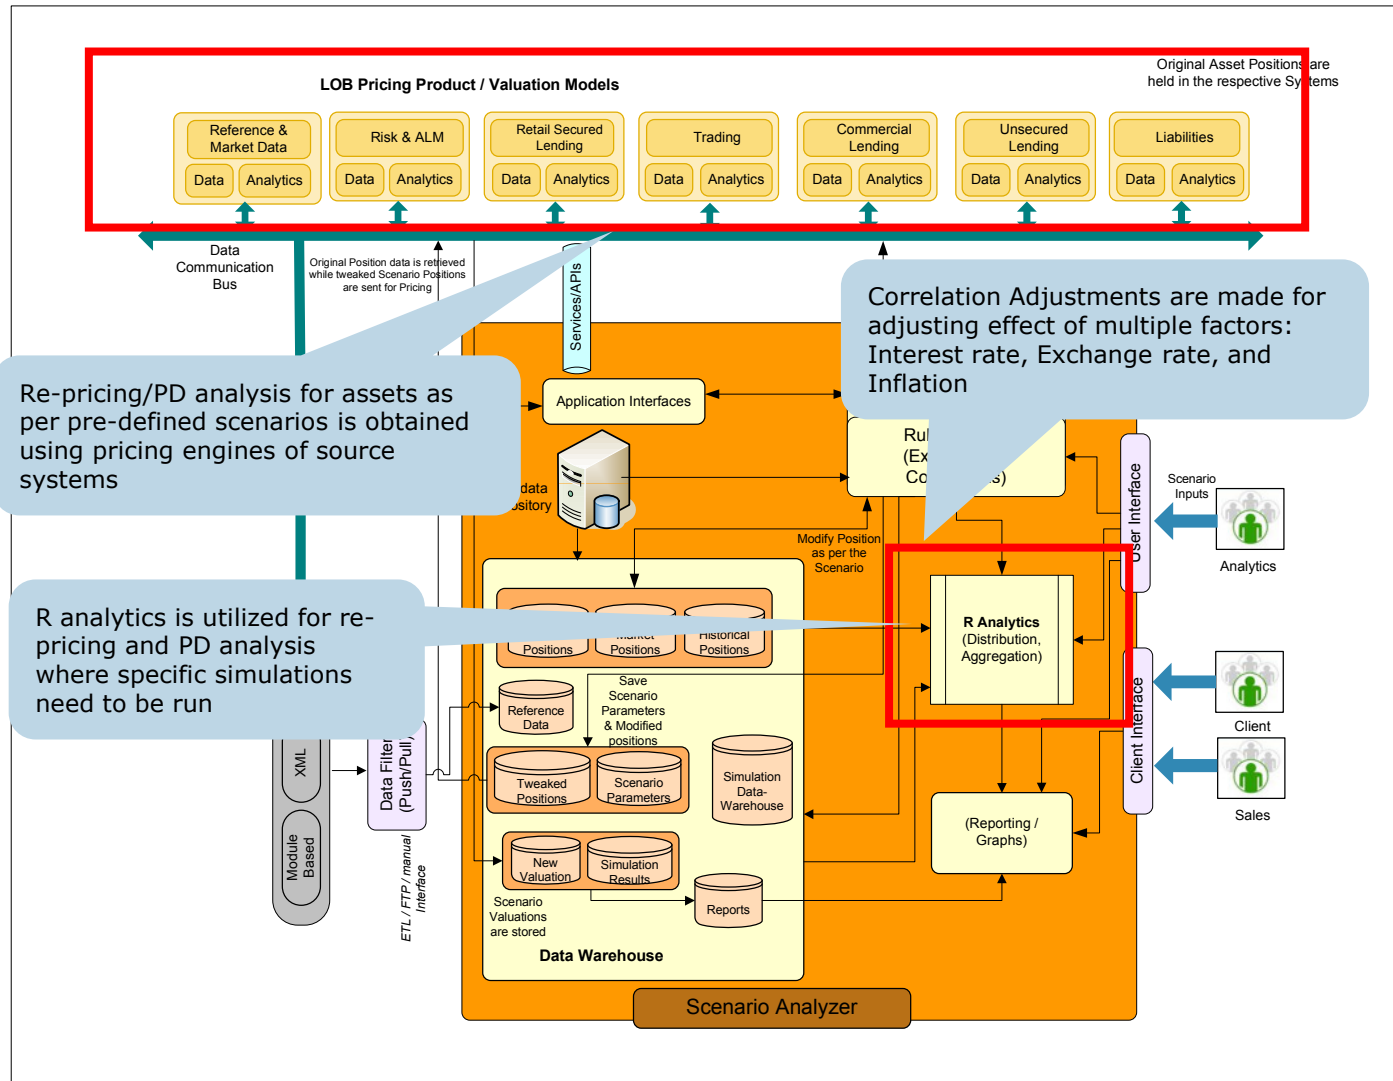 Original Asset Positions are
held in the respective Systems
LOB Pricing Product / Valuation Models
Reference &
Market Data
Data
Analytics
Risk & ALM
Data
Analytics
Retail Secured
Lending
Data
Analytics
Trading
Data
Analytics
Commercial
Lending
Data
Analytics
Unsecured
Lending
Data
Analytics
Liabilities
Data
Analytics
Data
Communication
Bus
Original Position data is retrieved
while tweaked Scenario Positions
are sent for Pricing
Services/APIs
Correlation Adjustments are made for
adjusting effect of multiple factors:
Interest rate, Exchange rate, and
Inflation
Re-pricing/PD analysis for assets as
per pre-defined scenarios is obtained
using pricing engines of source
systems
Application Interfaces
User Interface
Scenario
Inputs
Analytics
Modify Position
as per the
Scenario
R analytics is utilized for re-
pricing and PD analysis
where specific simulations
need to be run
Positions
Market
Positions
Historical
Positions
R Analytics
(Distribution,
Aggregation)
Save
Scenario
Parameters
& Modified
positions
Reference
Data
Client Interface
Client
Sales
XML
Module
Based
Data Filter
(Push/Pull)
ETL / FTP / manual
Interface
Tweaked
Positions
Scenario
Parameters
Simulation
Data-
Warehouse
(Reporting /
Graphs)
New
Valuation
Simulation
Results
Scenario
Valuations
are stored
Reports
Data Warehouse
Scenario Analyzer